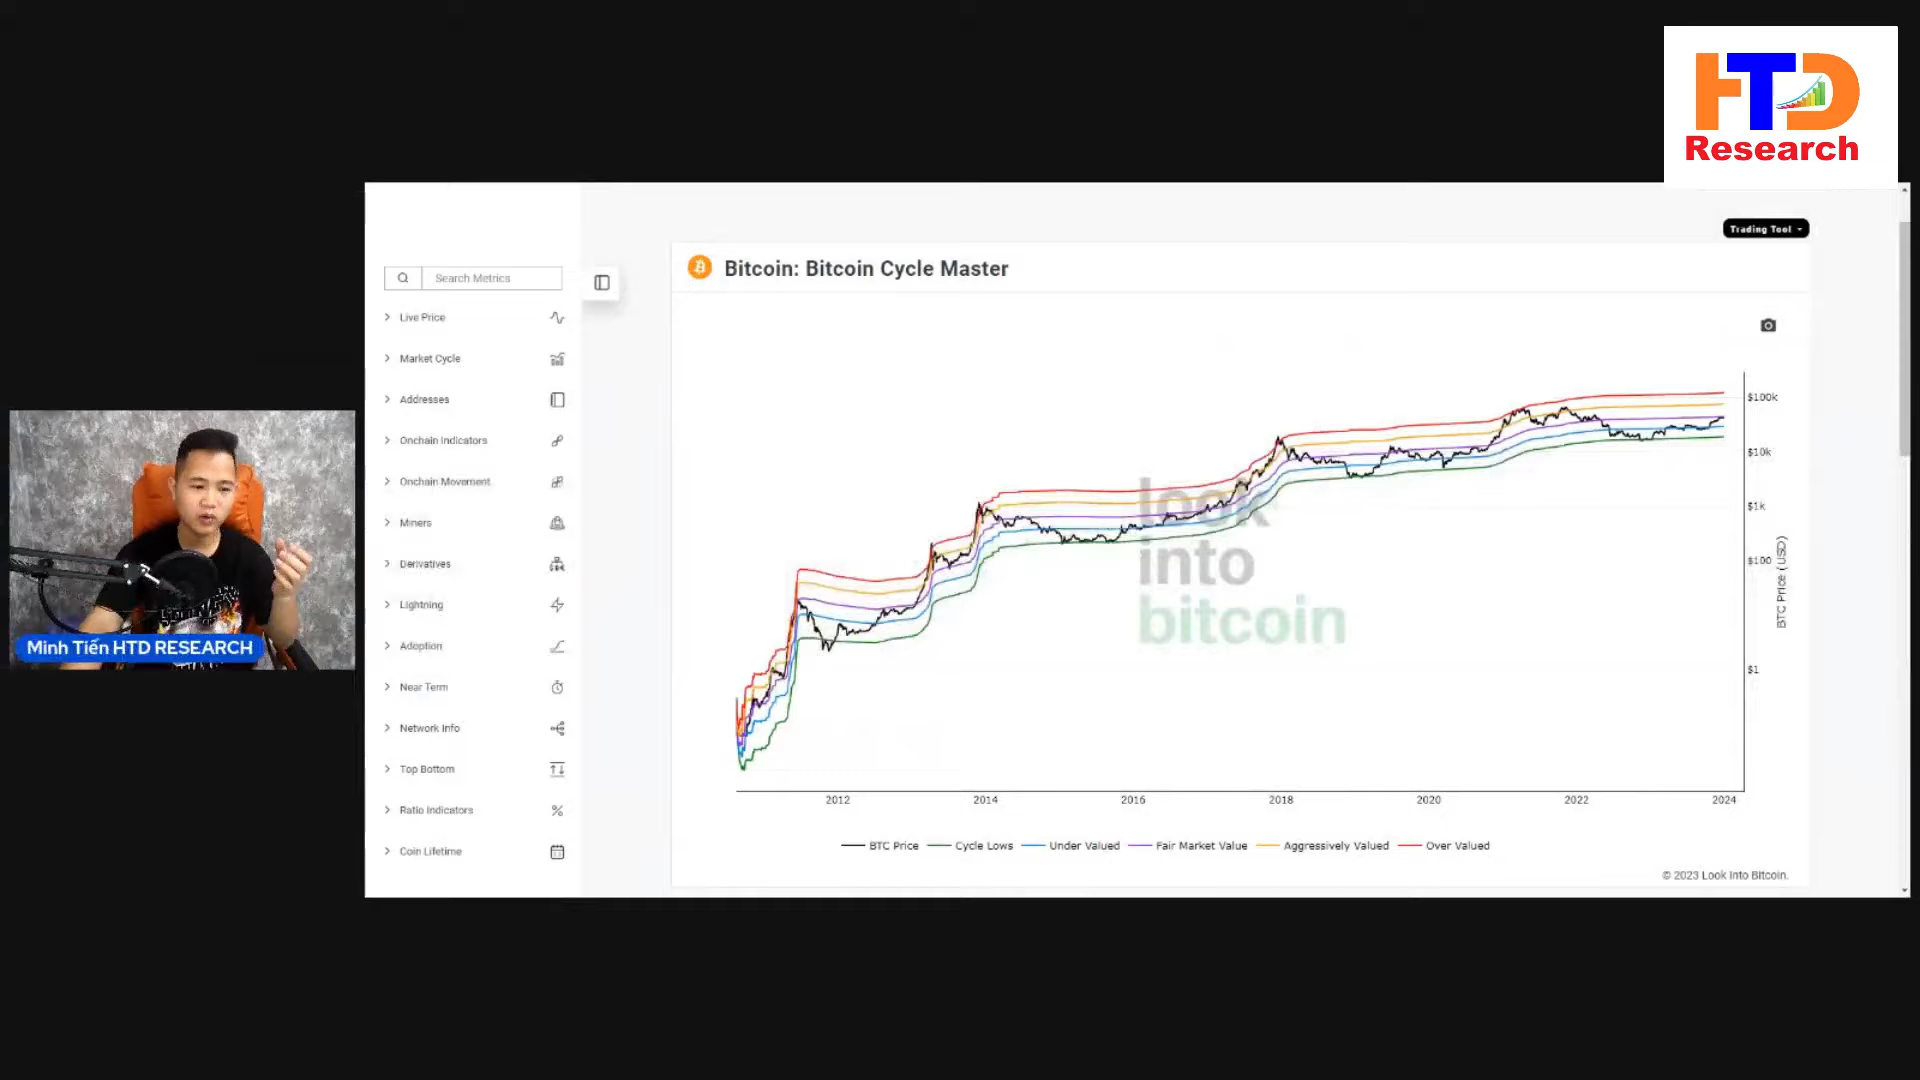 HTD
Research
Trading Tool
Bitcoin: Bitcoin Cycle Master
Search Metrics
Live Price
Market Cycle
Addresses
Onchain Indicators
Onchain Movement
Miners
Derivatives
Lightning
Adoption
Near Term
Network Info
Top Bottom
Ratio Indicators
Coin Lifetime
Minh Tiến HTD RESEARCH
look
into
bitcoin
$100k
$10k
$1k
$100
$1
BTC Price (USD)
2012 2014 2016 2018 2020 2022 2024
BTC Price Cycle Lows Under Valued Fair Market Value Aggressively Valued Over Valued
© 2023 Look Into Bitcoin.